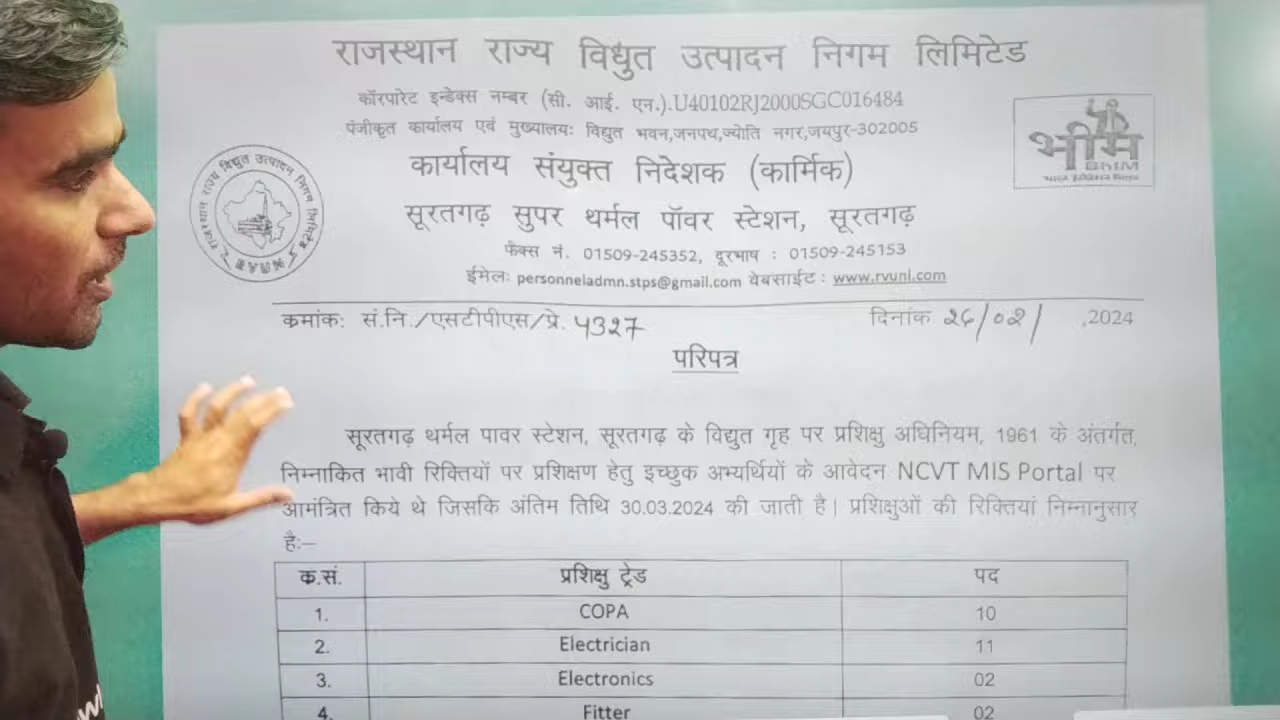 राजस्थान राज्य विधुत उत्पादन निगम लिमिटेड
कॉरपारेट इन्डेक्स नम्बर (सी. आई. एन.).U40102RJ2000SGC016484
पंजीकृत कार्यालय एवं मुख्यालयः विद्युत भवन,जनपथ,ज्योति नगर,जयपुर-302005
कार्यालय संयुक्त निदेशक (कार्मिक)
सूरतगढ़ सुपर थर्मल पॉवर स्टेशन, सूरतगढ़
फैक्स नं. 01509-245352, दूरभाष : 01509-245153
ईमेलः personneladmn.stps@gmail.com वेबसाईट : www.rvunl.com
राजस्थान राज्य विद्युत उत्पादन निगम लिमिटेड
भीम
BHIM
क्रमांकः सं.नि./एसटीपीएस/प्रे. 4327
दिनांक 26/02/ ,2024
परिपत्र
सूरतगढ़ थर्मल पावर स्टेशन, सूरतगढ़ के विद्युत गृह पर प्रशिक्षु अधिनियम, 1961 के अंतर्गत,
निम्नाकित भावी रिक्तियों पर प्रशिक्षण हेतु इच्छुक अभ्यर्थियों के आवेदन NCVT MIS Portal पर
आमंत्रित किये थे जिसकि अंतिम तिथि 30.03.2024 की जाती है। प्रशिक्षुओं की रिक्तियां निम्नानुसार
है:–
क्र.सं. प्रशिक्षु ट्रेड पद
1. COPA 10
2. Electrician 11
3. Electronics 02
4. Fitter 02